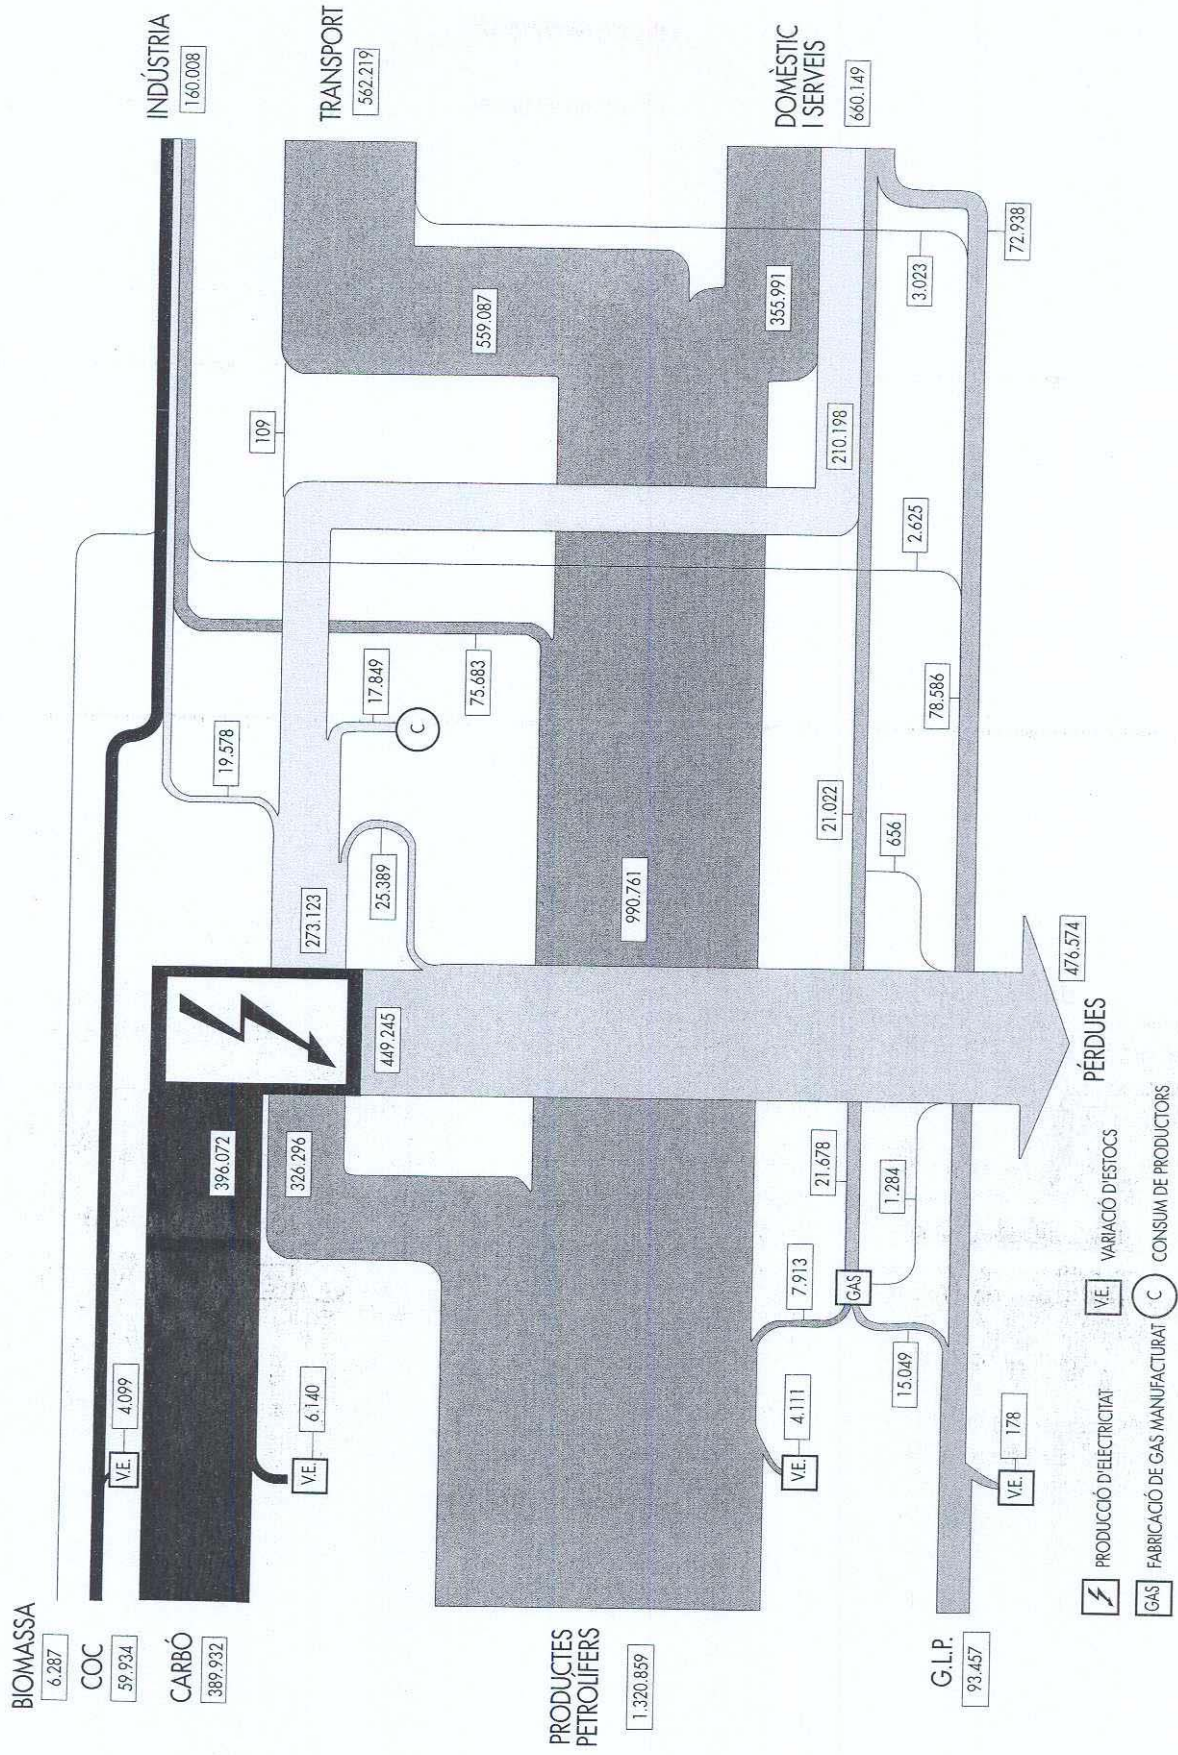 BIOMASSA
6.287
COC
59.934
V.E.
4.099
CARBÓ
389.932
396.072
V.E.
6.140
326.296
449.245
273.123
19.578
25.389
17.849
C
109
INDÚSTRIA
160.008
TRANSPORT
562.219
PRODUCTES
PETROLÍFERS
1.320.859
990.761
75.683
559.087
355.991
DOMÈSTIC
I SERVEIS
660.149
V.E.
4.111
7.913
GAS
21.678
21.022
210.198
15.049
1.284
656
2.625
3.023
G.L.P.
93.457
V.E.
178
78.586
72.938
476.574
PÈRDUES
PRODUCCIÓ D'ELECTRICITAT
V.E.
VARIACIÓ D'ESTOCS
GAS
FABRICACIÓ DE GAS MANUFACTURAT
C
CONSUM DE PRODUCTORS